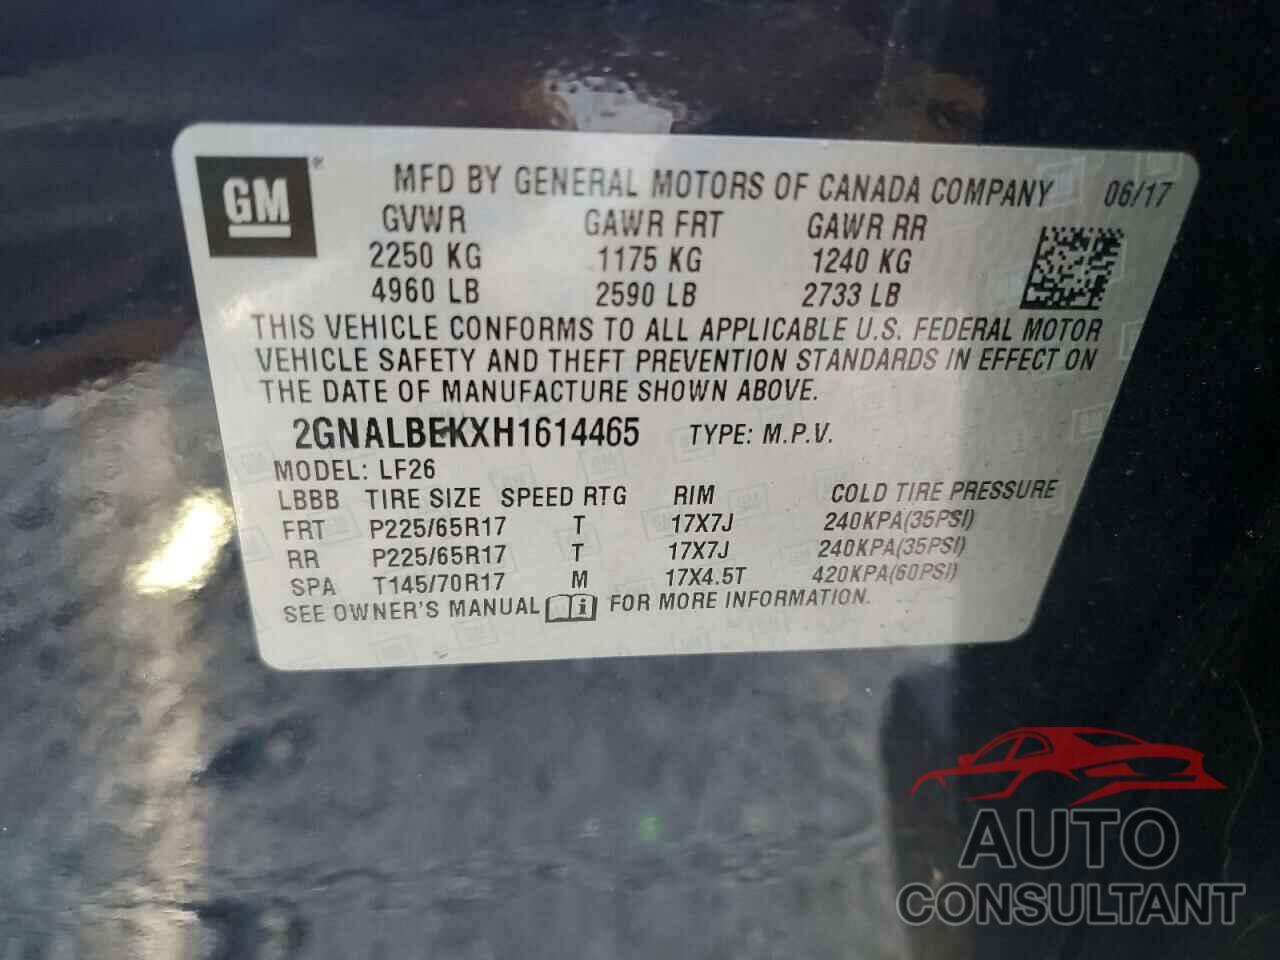 GM ® MFD BY GENERAL MOTORS OF CANADA COMPANY 06/17
GVWR GAWR FRT GAWR RR
2250 KG 1175 KG 1240 KG
4960 LB 2590 LB 2733 LB
THIS VEHICLE CONFORMS TO ALL APPLICABLE U.S. FEDERAL MOTOR
VEHICLE SAFETY AND THEFT PREVENTION STANDARDS IN EFFECT ON
THE DATE OF MANUFACTURE SHOWN ABOVE.
2GNALBEKXH1614465 TYPE: M.P.V.
MODEL: LF26
LBBB TIRE SIZE SPEED RTG RIM COLD TIRE PRESSURE
FRT P225/65R17 T 17X7J 240KPA(35PSI)
RR P225/65R17 T 17X7J 240KPA(35PSI)
SPA T145/70R17 M 17X4.5T 420KPA(60PSI)
SEE OWNER'S MANUAL i FOR MORE INFORMATION.
AUTO
CONSULTANT